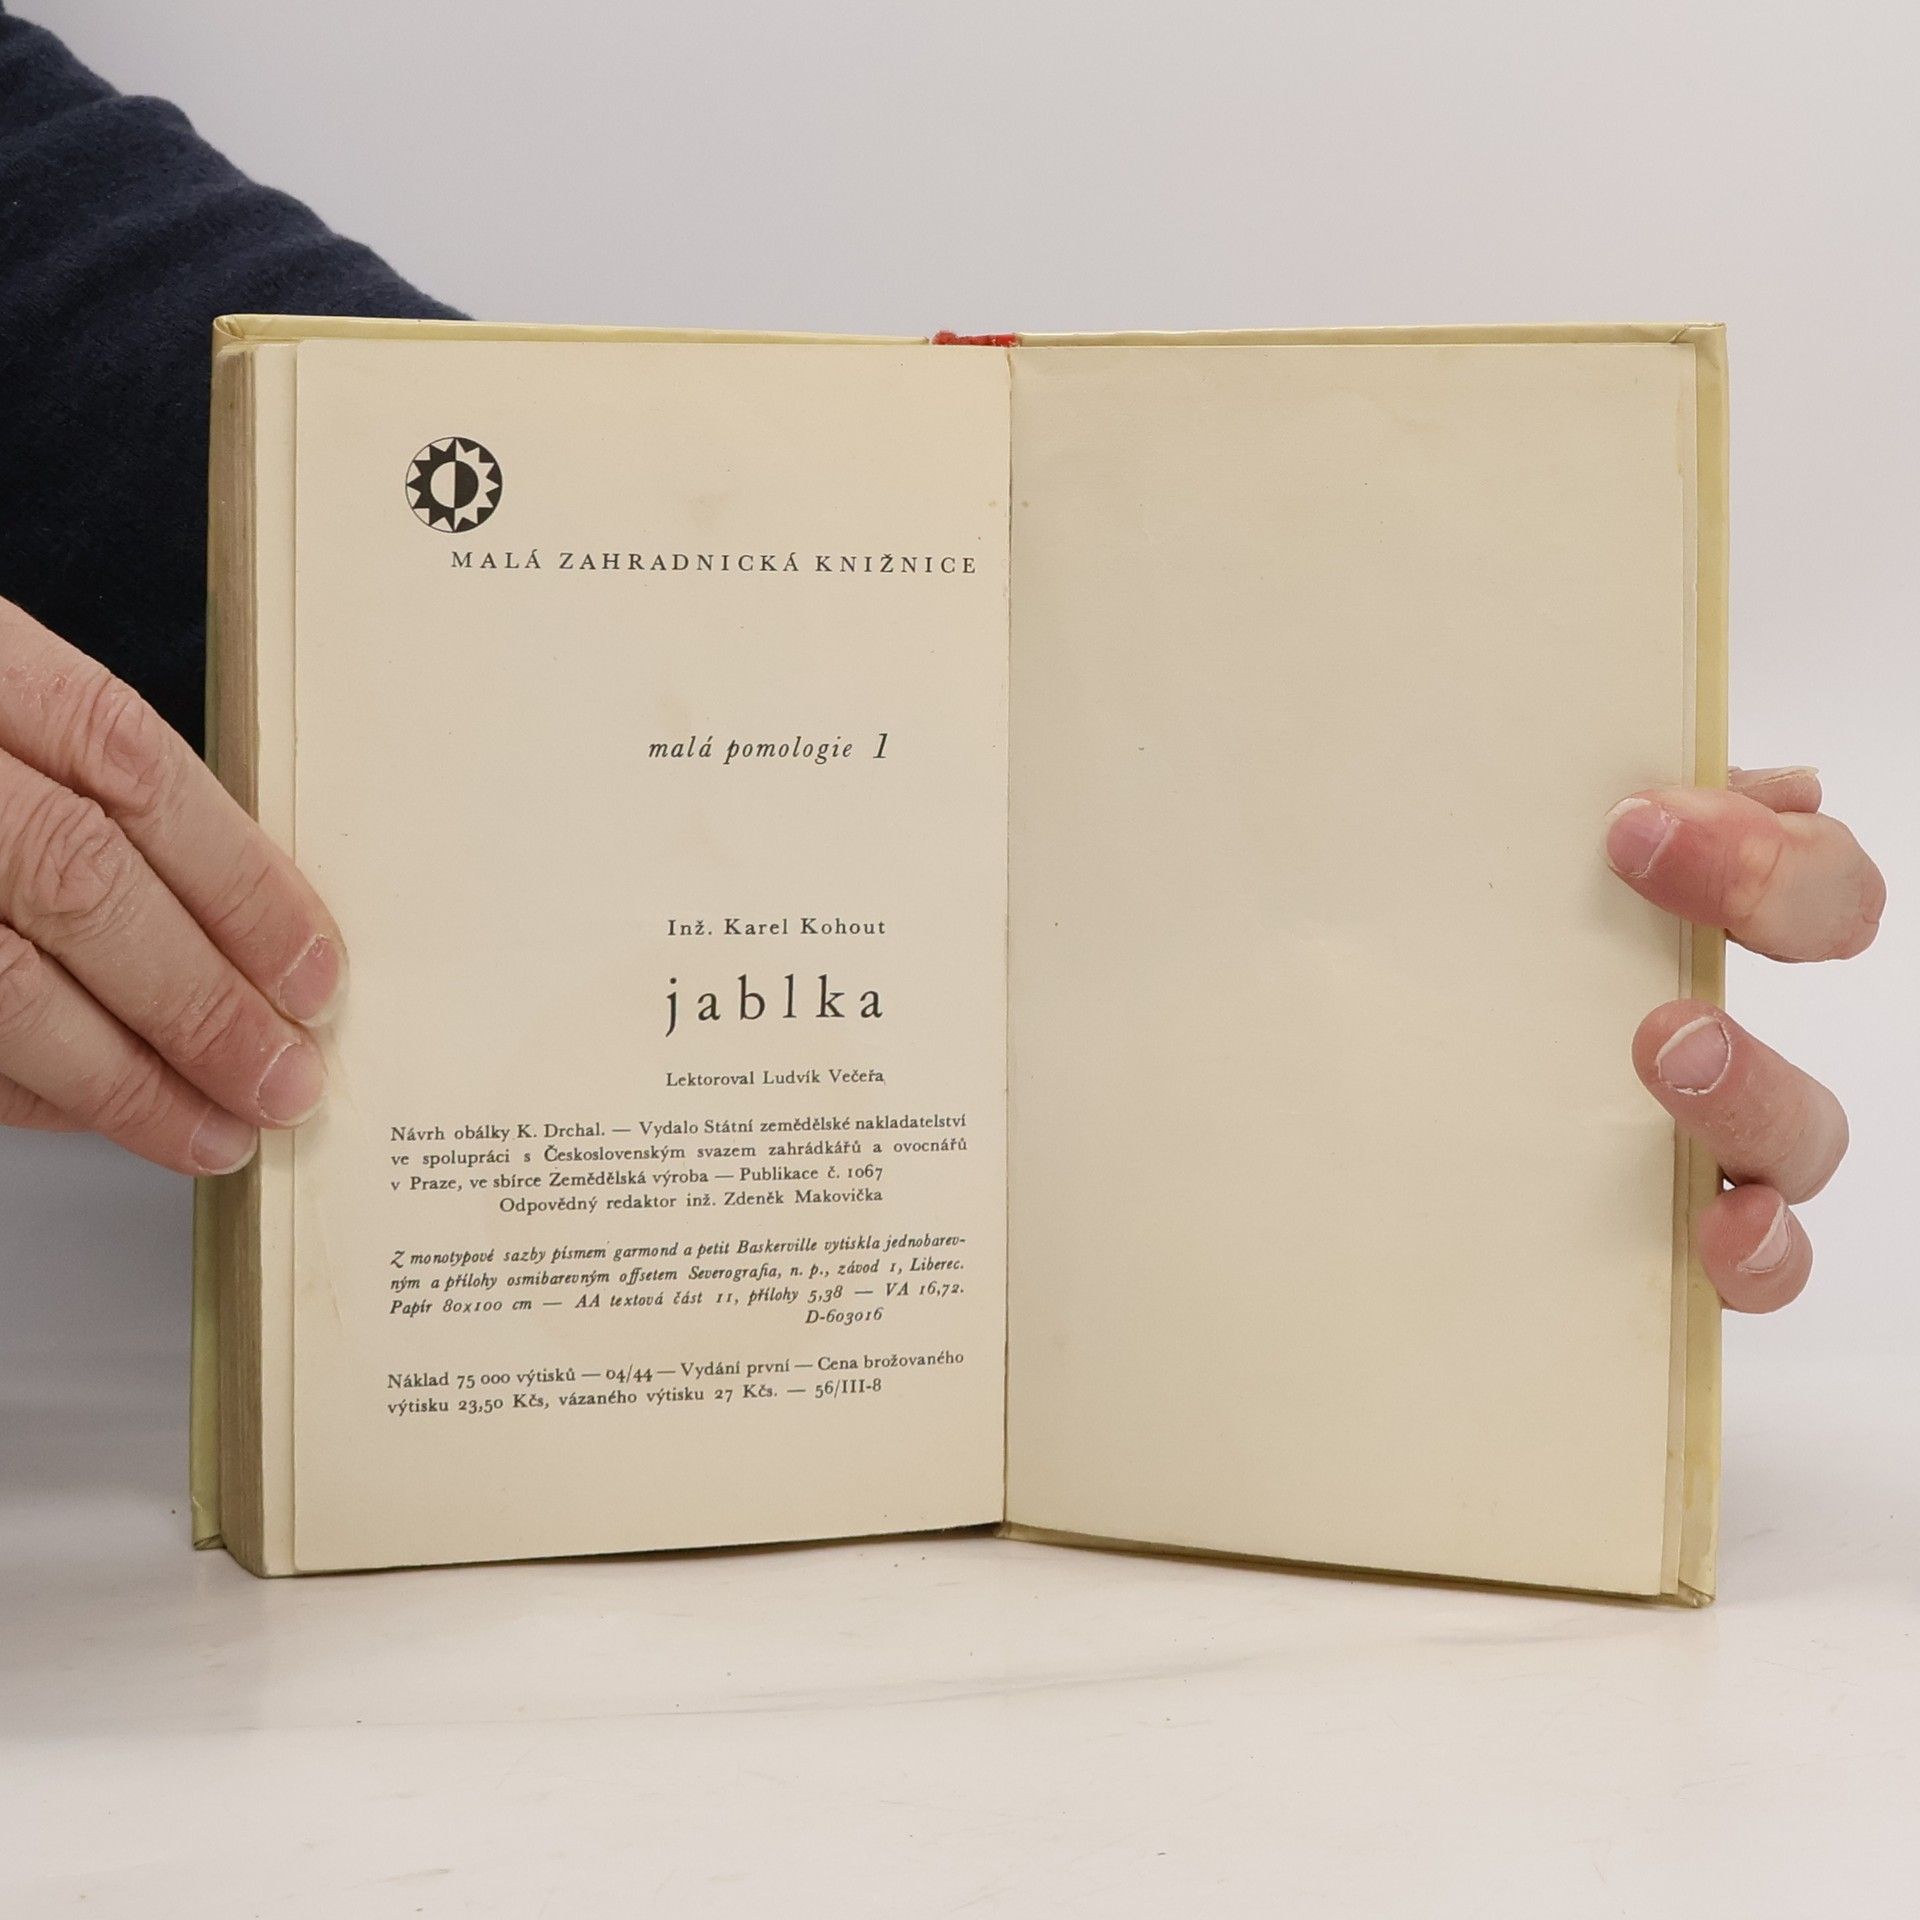 MALÁ ZAHRADNICKÁ KNIŽNICE
malá pomologie 1
Inž. Karel Kohout
jablka
Lektoroval Ludvík Večeřa
Návrh obálky K. Drchal. — Vydalo Státní zemědělské nakladatelství
ve spolupráci s Československým svazem zahrádkářů a ovocnářů
v Praze, ve sbírce Zemědělská výroba — Publikace č. 1067
Odpovědný redaktor inž. Zdeněk Makovička
Z monotypové sazby písmem garmond a petit Baskerville vytiskla jednobarev-
ným a přílohy osmibarevným offsetem Severografia, n. p., závod 1, Liberec.
Papír 80x100 cm — AA textová část 11, přílohy 5,38 — VA 16,72.
D-603016
Náklad 75 000 výtisků — 04/44 — Vydání první — Cena brožovaného
výtisku 23,50 Kčs, vázaného výtisku 27 Kčs. — 56/III-8